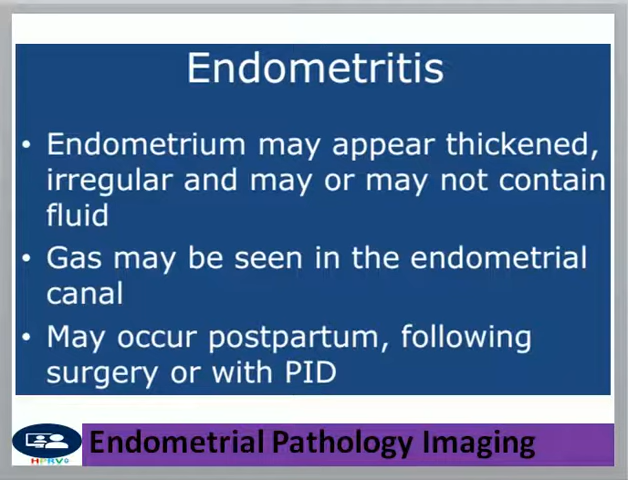 Endometritis
• Endometrium may appear thickened,
irregular and may or may not contain
fluid
• Gas may be seen in the endometrial
canal
• May occur postpartum, following
surgery or with PID
Endometrial Pathology Imaging